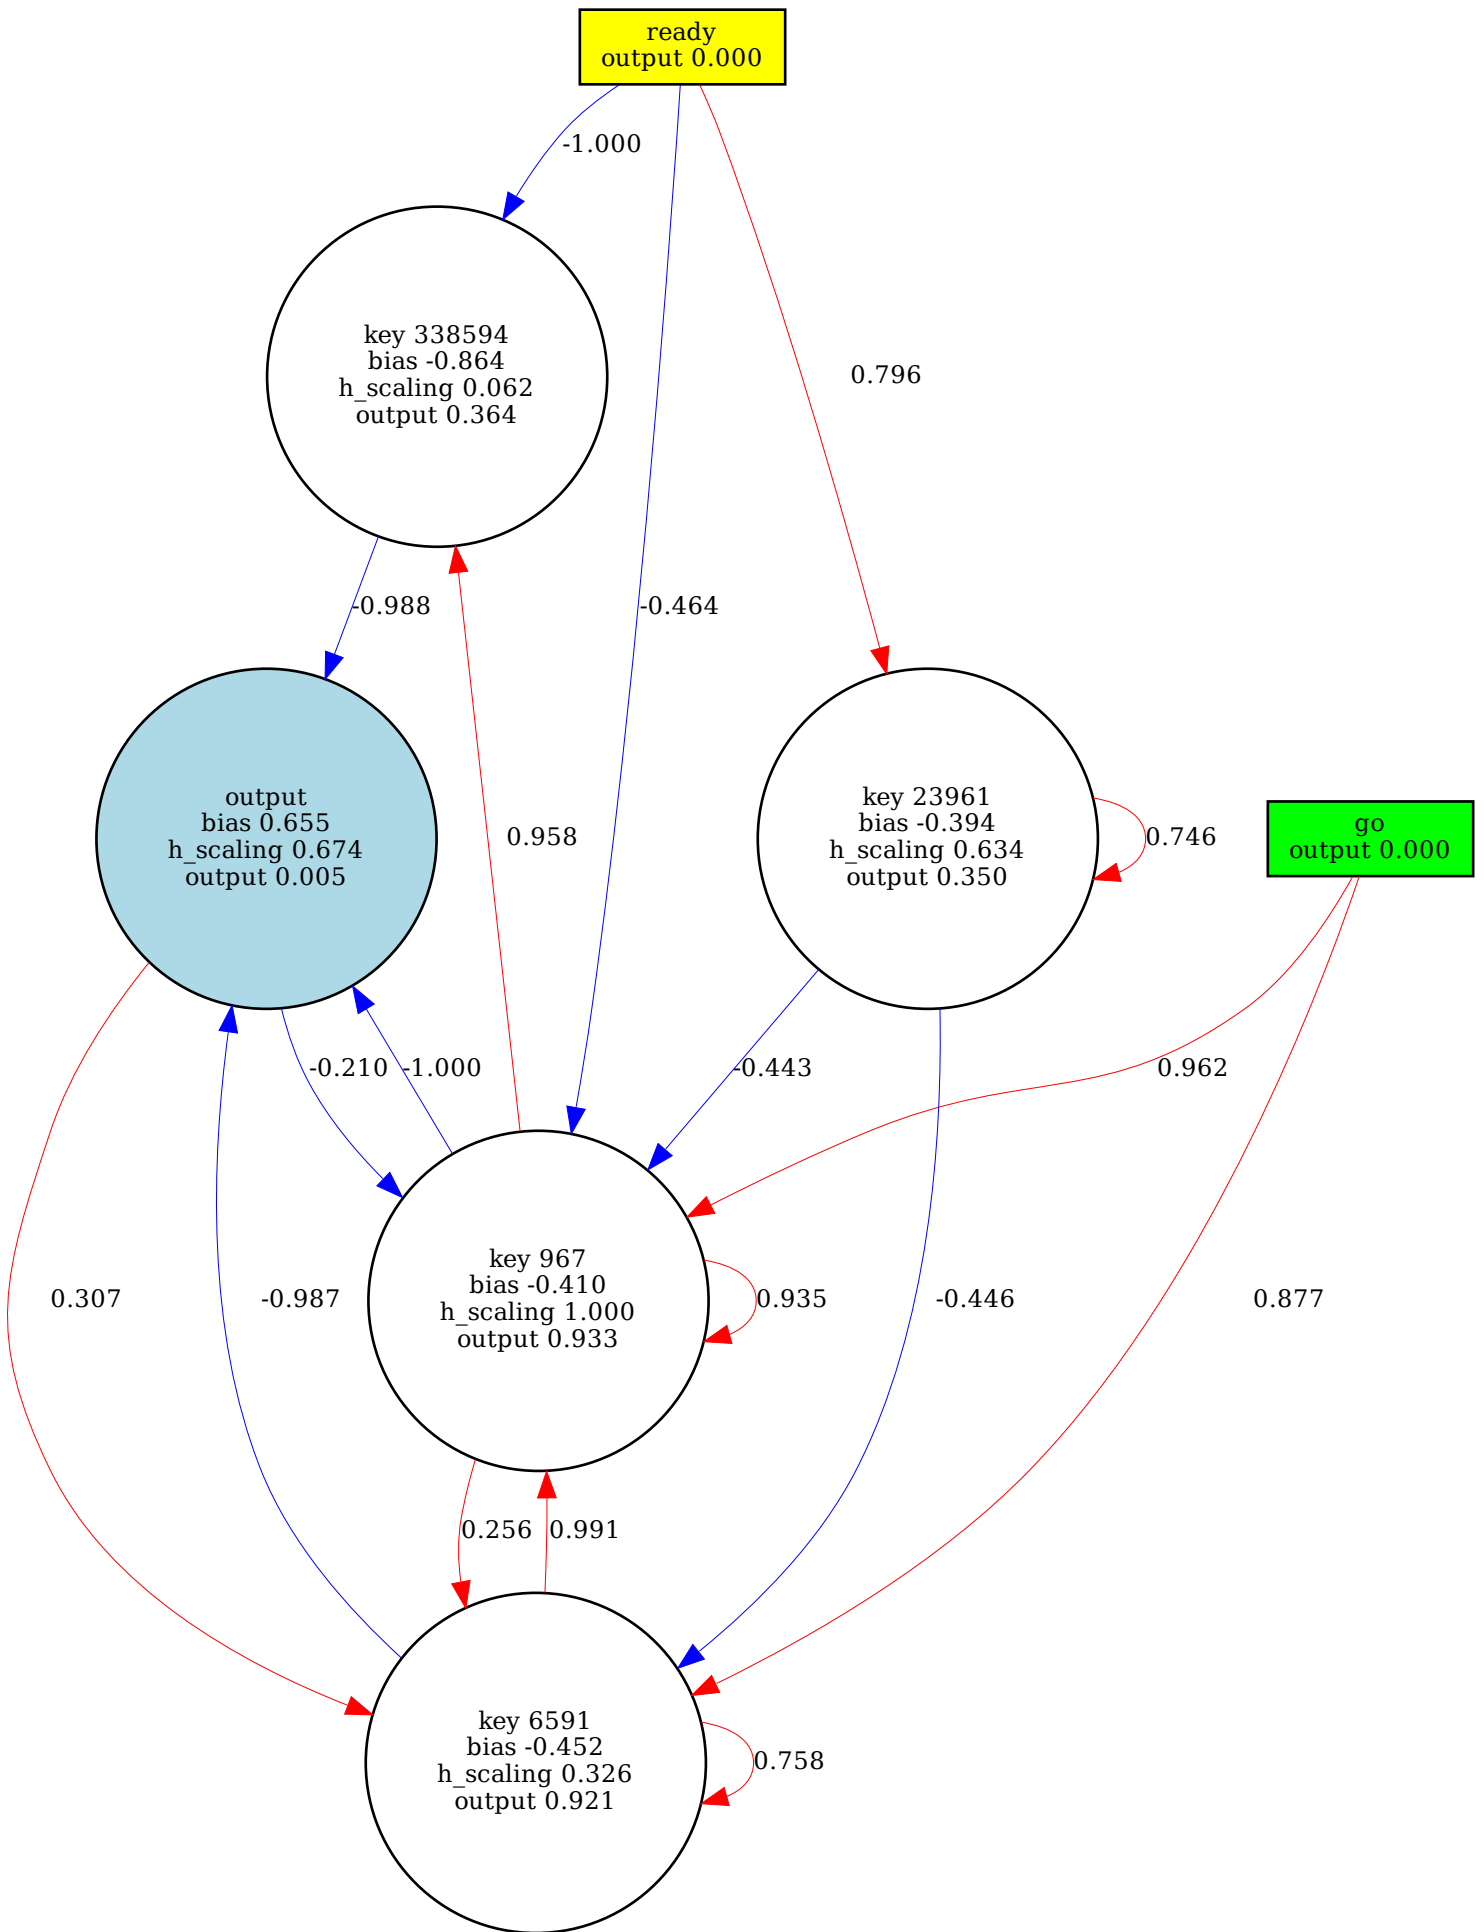 ready
output 0.000
-1.000
key 338594
bias -0.864
h_scaling 0.062
output 0.364
0.796
-0.988
-0.464
output
bias 0.655
h_scaling 0.674
output 0.005
0.958
key 23961
bias -0.394
h_scaling 0.634
output 0.350
0.746
go
output 0.000
-0.210
-1.000
-0.443
0.962
0.307
-0.987
key 967
bias -0.410
h_scaling 1.000
output 0.933
0.935
-0.446
0.877
0.256
0.991
key 6591
bias -0.452
h_scaling 0.326
output 0.921
0.758